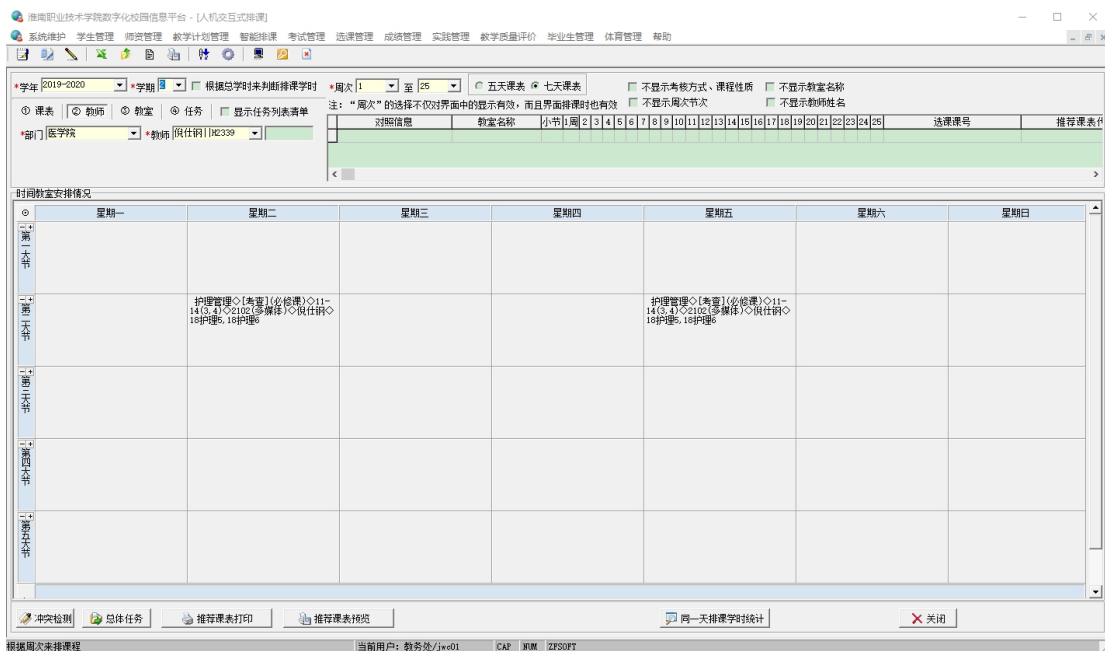 淮南职业技术学院数字化校园信息平台 - [人机交互式排课]
系统维护 学生管理 师资管理 教学计划管理 智能排课 考试管理 选课管理 成绩管理 实践管理 教学质量评价 毕业生管理 体育管理 帮助
*学年 2019-2020 *学期 2 根据总学时来判断排课学时 *周次 1 至 25 五天课表 七天课表 不显示考核方式、课程性质 不显示教室名称
注:“周次”的选择不仅对界面中的显示有效,而且界面排课时也有效 不显示周次节次 不显示教师姓名
① 课表 ② 教师 ③ 教室 ④ 任务 显示任务列表清单
*部门 医学院 *教师 倪仕钢||M2339
对照信息 教室名称 小节 1周 2 3 4 5 6 7 8 9 10 11 12 13 14 15 16 17 18 19 20 21 22 23 24 25 选课课号 推荐课表代
时间教室安排情况
星期一 星期二 星期三 星期四 星期五 星期六 星期日
第一大节
第二大节
护理管理◇[考查](必修课)◇11-
14(3,4)◇2102(多媒体)◇倪仕钢◇
18护理5,18护理6
护理管理◇[考查](必修课)◇11-
14(3,4)◇2102(多媒体)◇倪仕钢◇
18护理5,18护理6
第三大节
第四大节
第五大节
冲突检测 总体任务 推荐课表打印 推荐课表预览 同一天排课学时统计 关闭
根据周次来排课程 当前用户: 教务处/jwc01 CAP NUM ZFSOFT